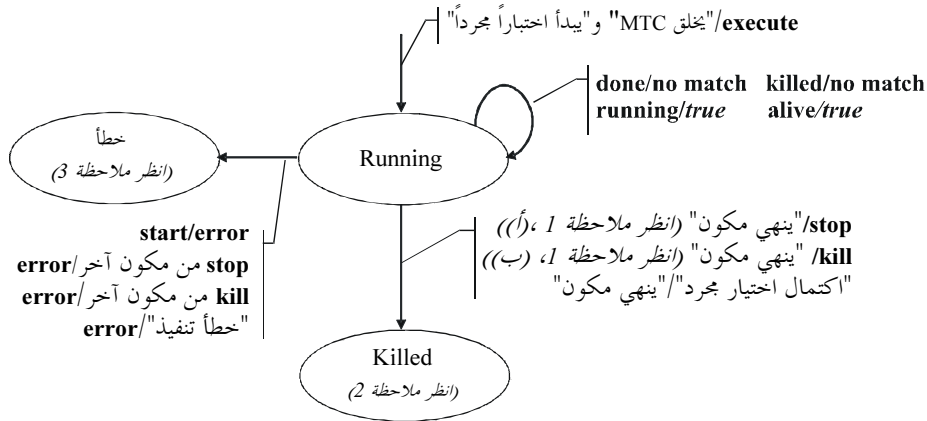 execute/"يخلق MTC" و"يبدأ اختباراً مجرداً"
done/no match killed/no match
running/true alive/true
خطأ
(انظر ملاحظة 3)
Running
start/error
stop من مكون آخر/error
kill من مكون آخر/error
"خطأ تنفيذ"/error
stop/"ينهي مكون" (انظر ملاحظة 1، (أ))
kill/ "ينهي مكون" (انظر ملاحظة 1، (ب))
"اكتمال اختيار مجرد"/"ينهي مكون"
Killed
(انظر ملاحظة 2)